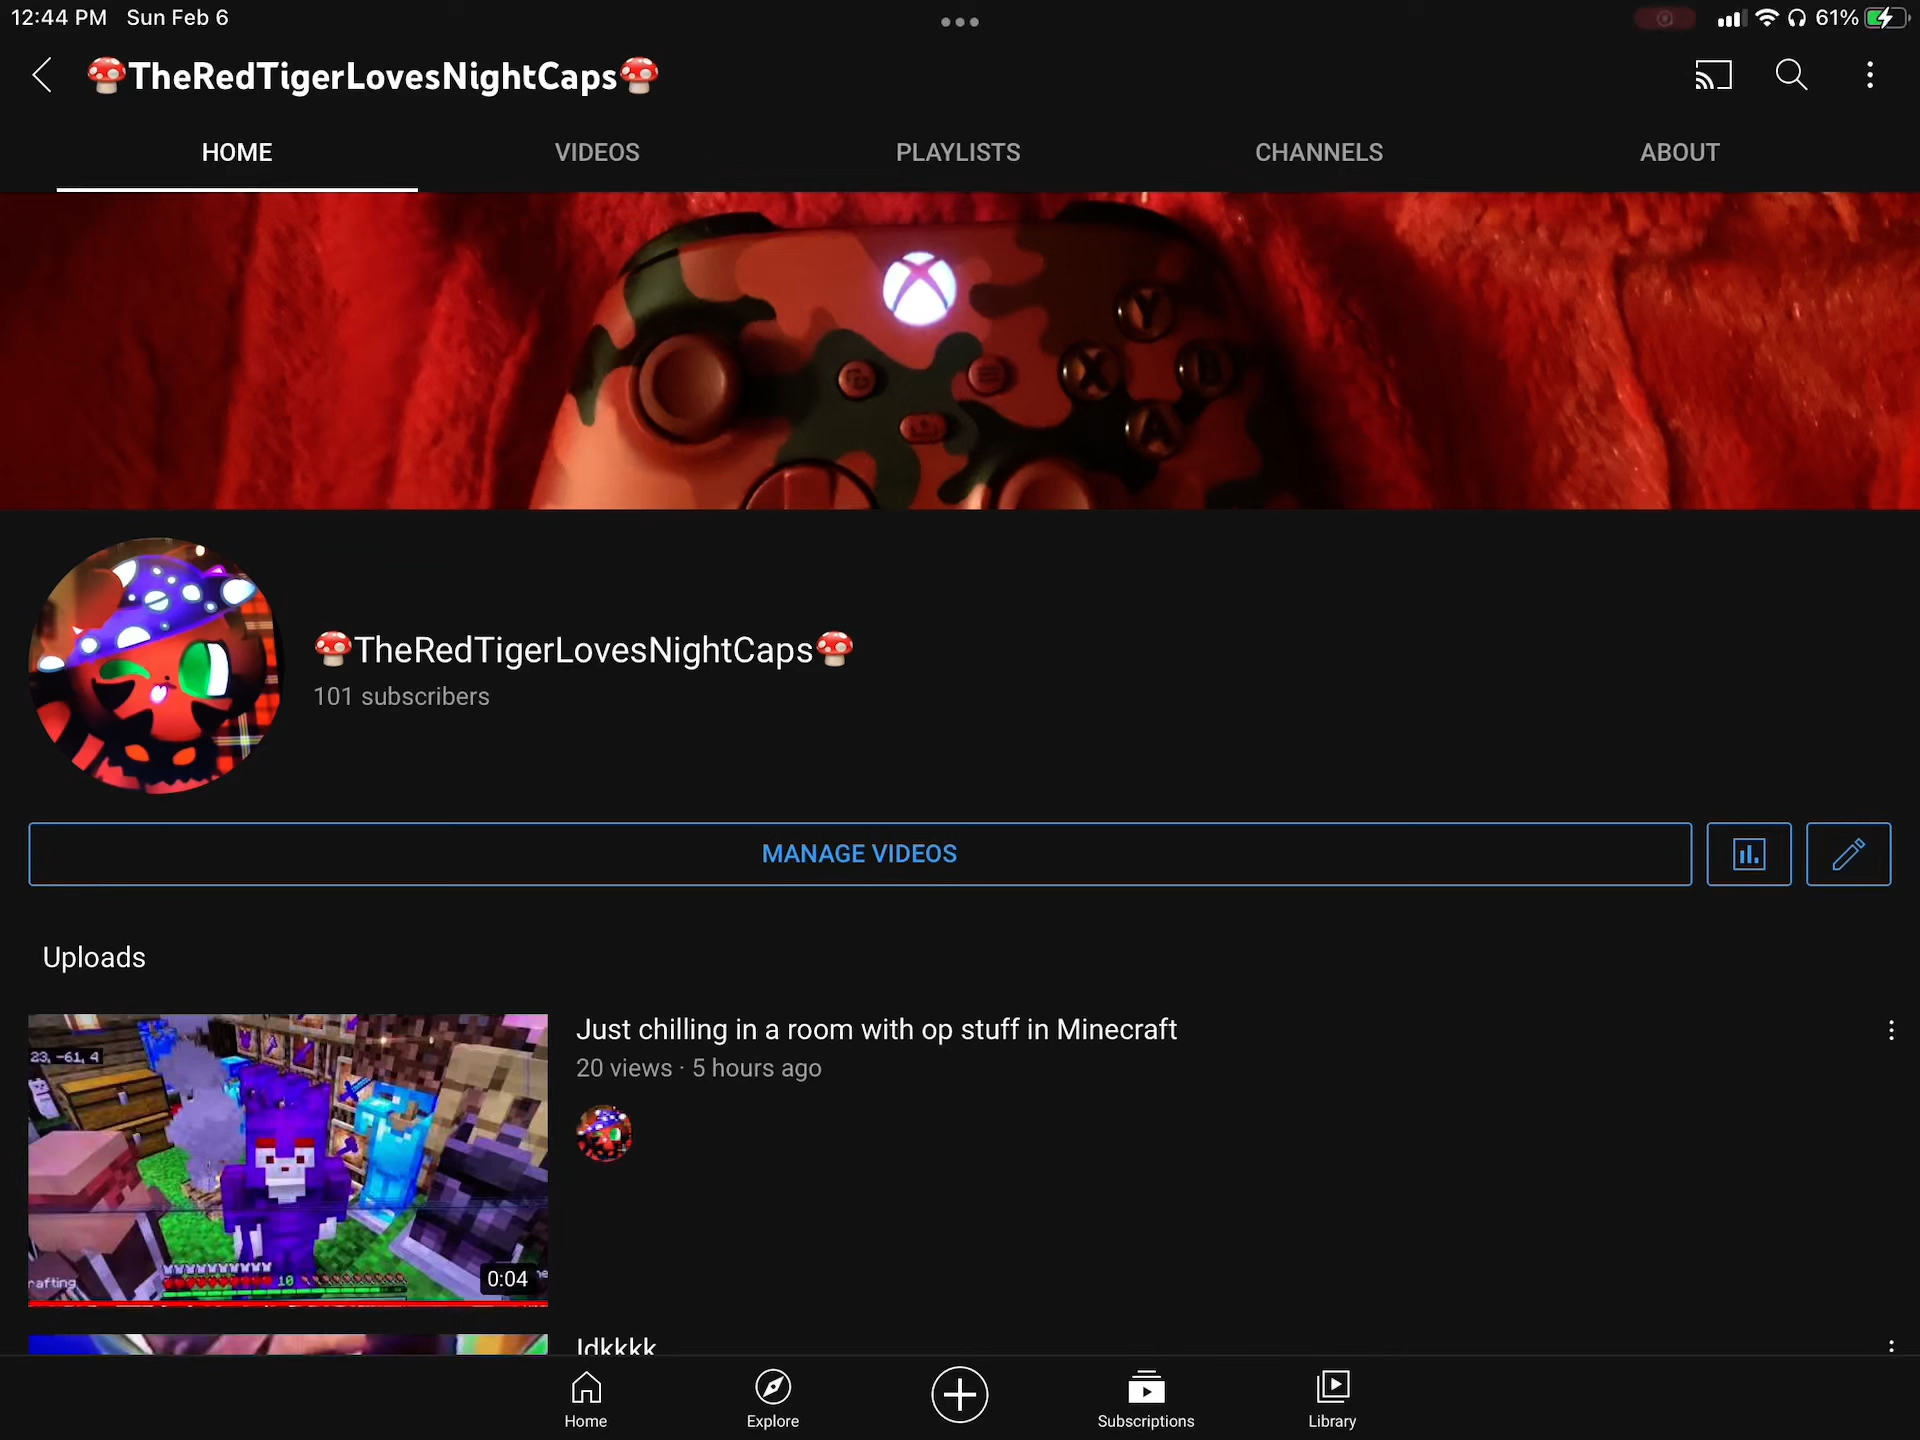 12:44 PM Sun Feb 6
61%
🍄TheRedTigerLovesNightCaps🍄
HOME VIDEOS PLAYLISTS CHANNELS ABOUT
Y
X B
A
🍄TheRedTigerLovesNightCaps🍄
101 subscribers
MANAGE VIDEOS
Uploads
Just chilling in a room with op stuff in Minecraft
20 views · 5 hours ago
23, -61, 4
rafting
10
0:04
Idkkkk
Home Explore Subscriptions Library